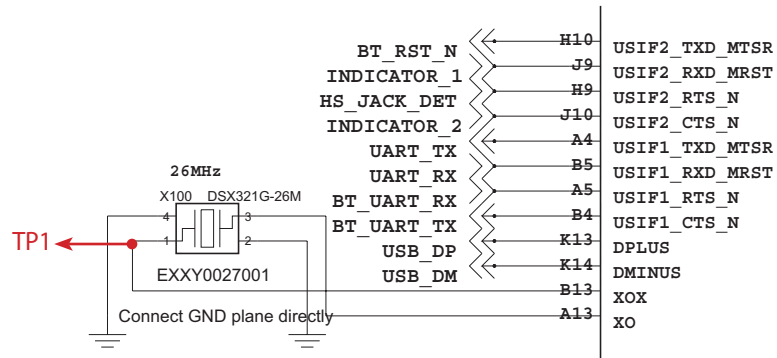 H10
BT_RST_N USIF2_TXD_MTSR
J9
INDICATOR_1 USIF2_RXD_MRST
H9
HS_JACK_DET USIF2_RTS_N
J10
INDICATOR_2 USIF2_CTS_N
A4
UART_TX USIF1_TXD_MTSR
26MHz
B5
UART_RX USIF1_RXD_MRST
A5
X100 DSX321G-26M
BT_UART_RX USIF1_RTS_N
4 3
B4
BT_UART_TX USIF1_CTS_N
TP1
1 2
K13
USB_DP DPLUS
K14
EXXY0027001
USB_DM DMINUS
B13
XOX
Connect GND plane directly
A13
XO